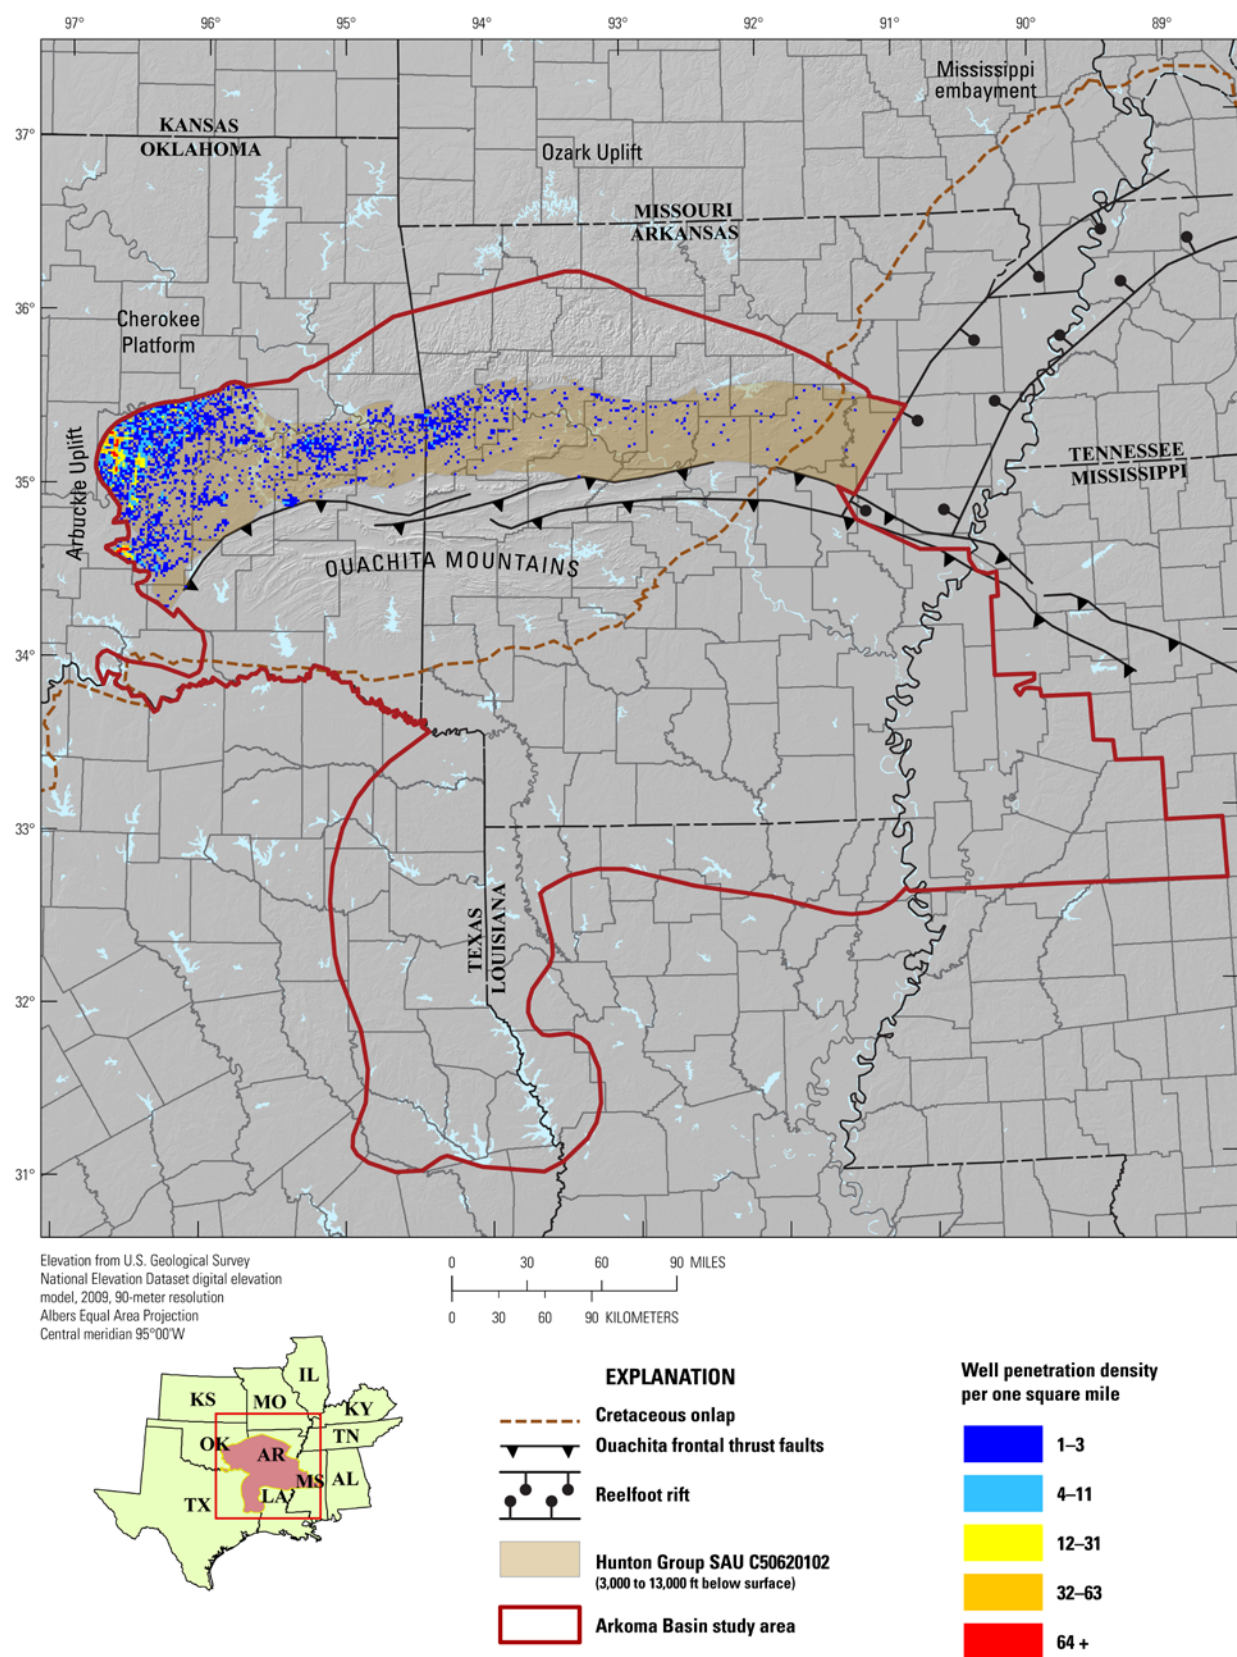 97° 96° 95° 94° 93° 92° 91° 90° 89°
Mississippi
embayment
37°
KANSAS
OKLAHOMA
Ozark Uplift
MISSOURI
ARKANSAS
36°
Cherokee
Platform
Arbuckle Uplift
35°
TENNESSEE
MISSISSIPPI
OUACHITA MOUNTAINS
34°
33°
TEXAS
LOUISIANA
32°
31°
Elevation from U.S. Geological Survey
National Elevation Dataset digital elevation
model, 2009, 90-meter resolution
Albers Equal Area Projection
Central meridian 95°00'W
0 30 60 90 MILES
0 30 60 90 KILOMETERS
IL
KS
MO
KY
OK
AR
TN
MS
AL
TX
LA
EXPLANATION
Cretaceous onlap
Ouachita frontal thrust faults
Reelfoot rift
Hunton Group SAU C50620102
(3,000 to 13,000 ft below surface)
Arkoma Basin study area
Well penetration density
per one square mile
1–3
4–11
12–31
32–63
64 +